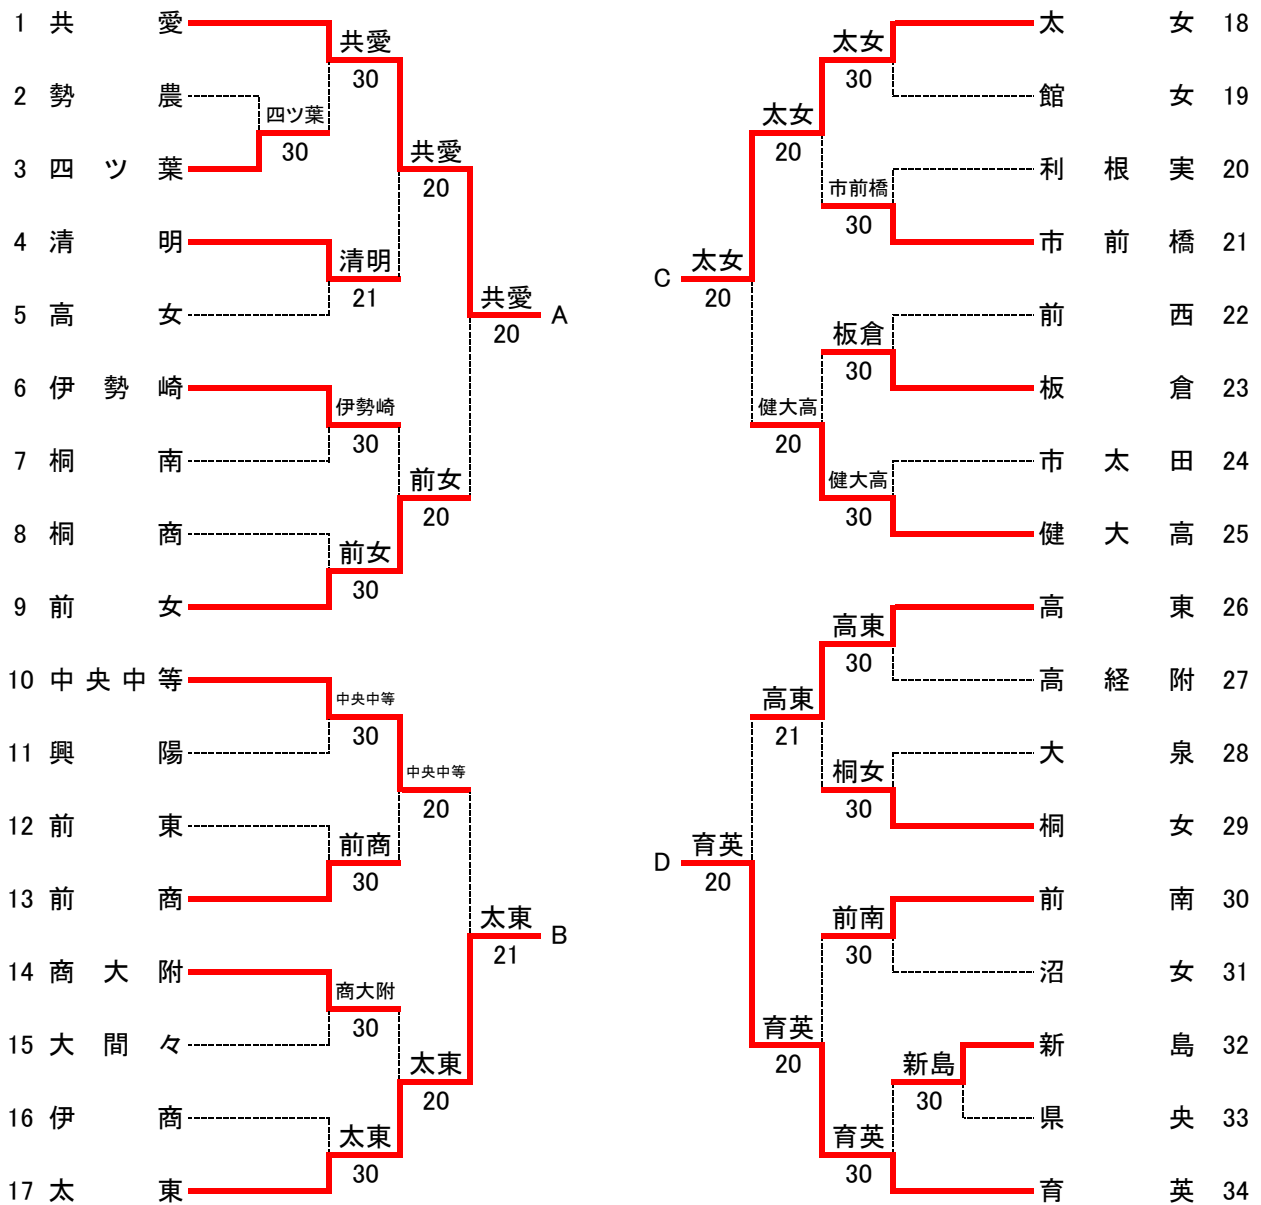 1 共愛
2 勢農
3 四ツ葉
4 清明
5 高女
6 伊勢崎
7 桐南
8 桐商
9 前女
10 中央中等
11 興陽
12 前東
13 前商
14 商大附
15 大間々
16 伊商
17 太東
共愛
30
四ツ葉
30
清明
21
伊勢崎
30
前女
30
中央中等
30
前商
30
商大附
30
太東
30
共愛
20
前女
20
中央中等
20
太東
20
共愛
20
A
太東
21
B
C
太女
20
D
育英
20
太女
20
健大高
20
高東
21
育英
20
太女
30
市前橋
30
板倉
30
健大高
30
高東
30
桐女
30
前南
30
新島
30
育英
30
太女 18
館女 19
利根実 20
市前橋 21
前西 22
板倉 23
市太田 24
健大高 25
高東 26
高経附 27
大泉 28
桐女 29
前南 30
沼女 31
新島 32
県央 33
育英 34